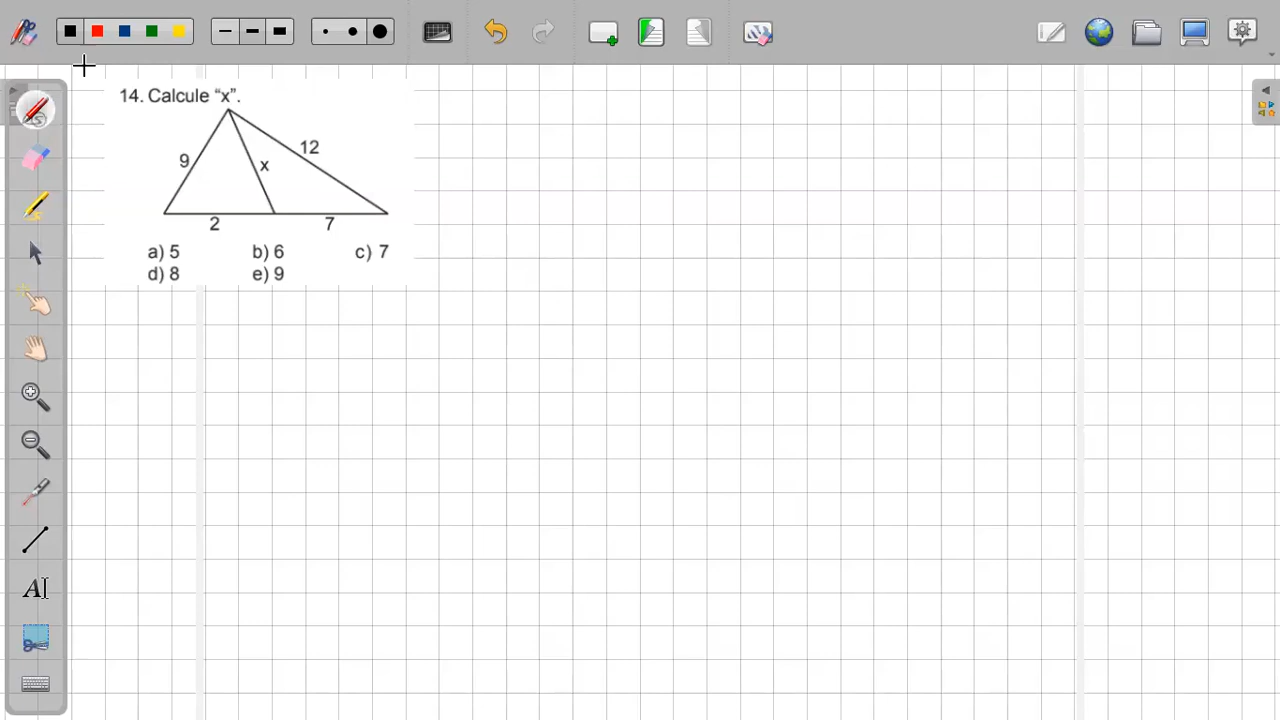 14. Calcule “x”.
12
9
x
2 7
a) 5 b) 6 c) 7
d) 8 e) 9